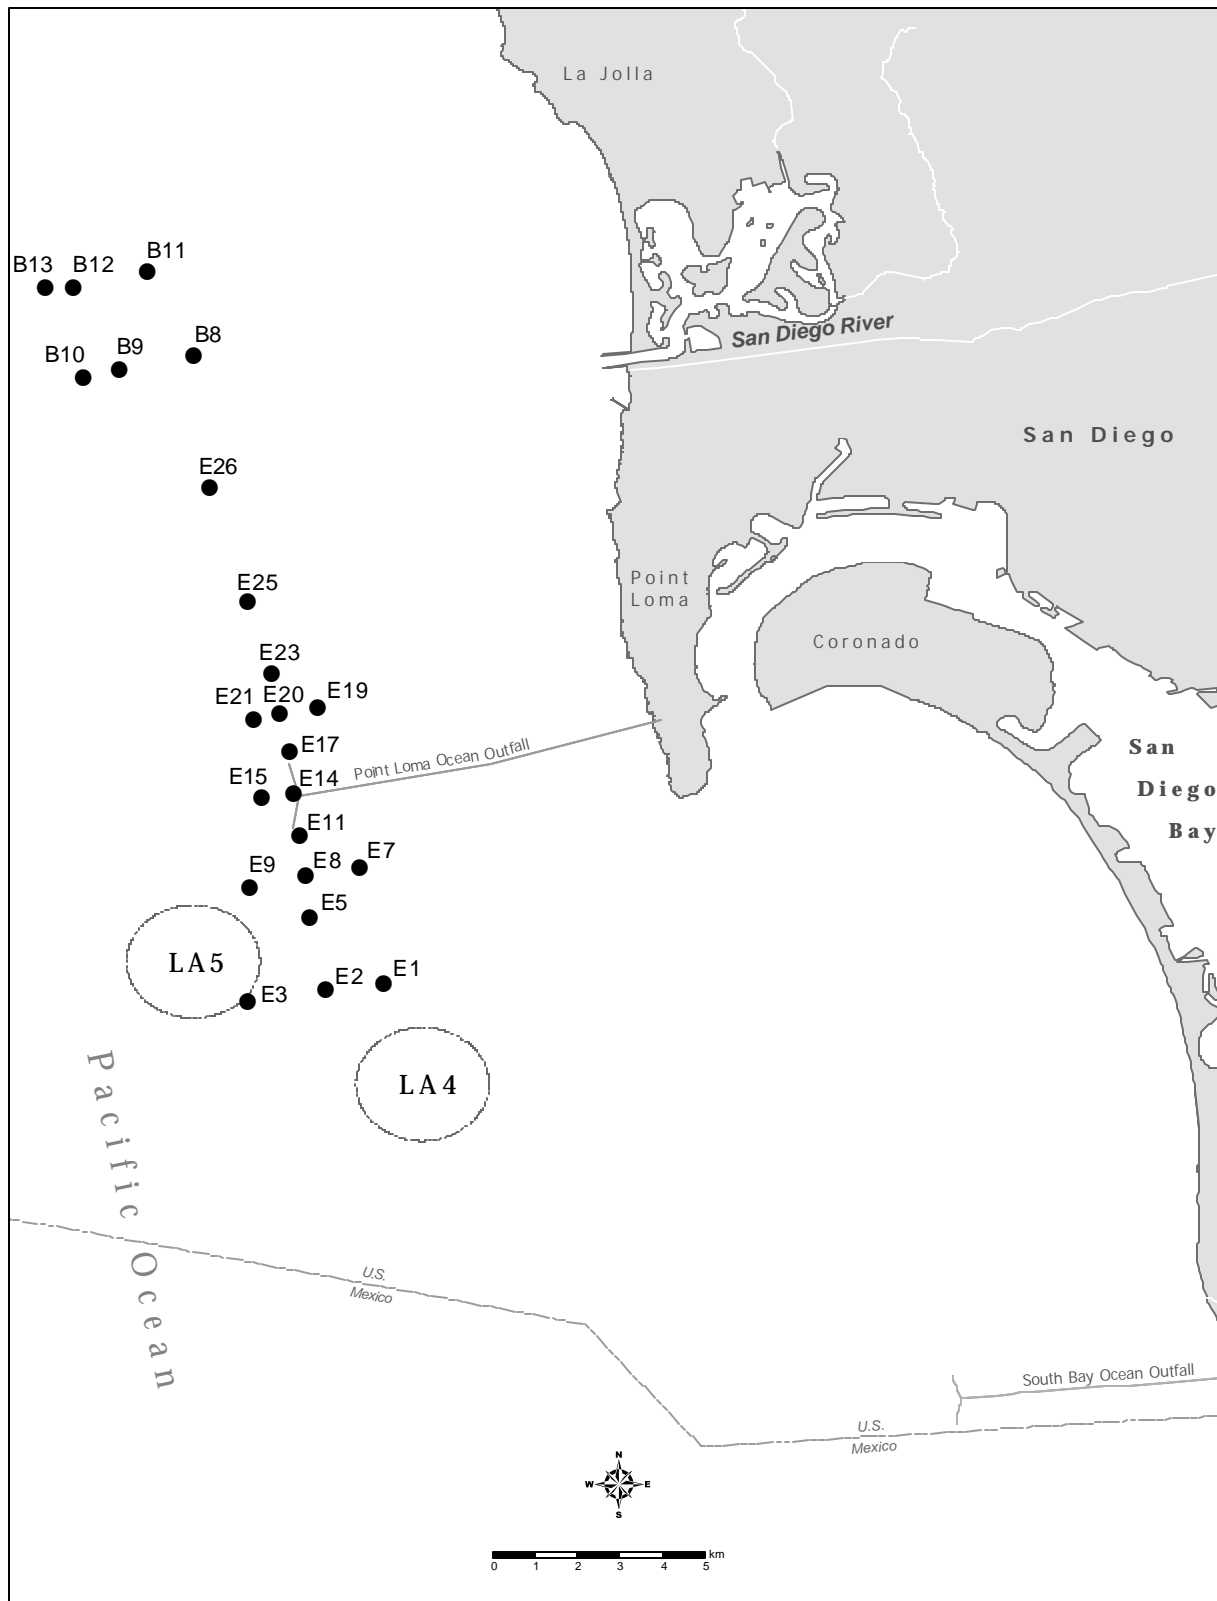 La Jolla
B11
B13
B12
San Diego River
B8
B9
B10
San Diego
E26
Point
Loma
E25
Coronado
E23
E21
E20
E19
E17
Point Loma Ocean Outfall
San
Diego
Bay
E15
E14
E11
E9
E8
E7
E5
LA5
E3
E2
E1
LA4
Pacific Ocean
U.S.
Mexico
South Bay Ocean Outfall
U.S.
Mexico
N
W
E
S
km
0 1 2 3 4 5